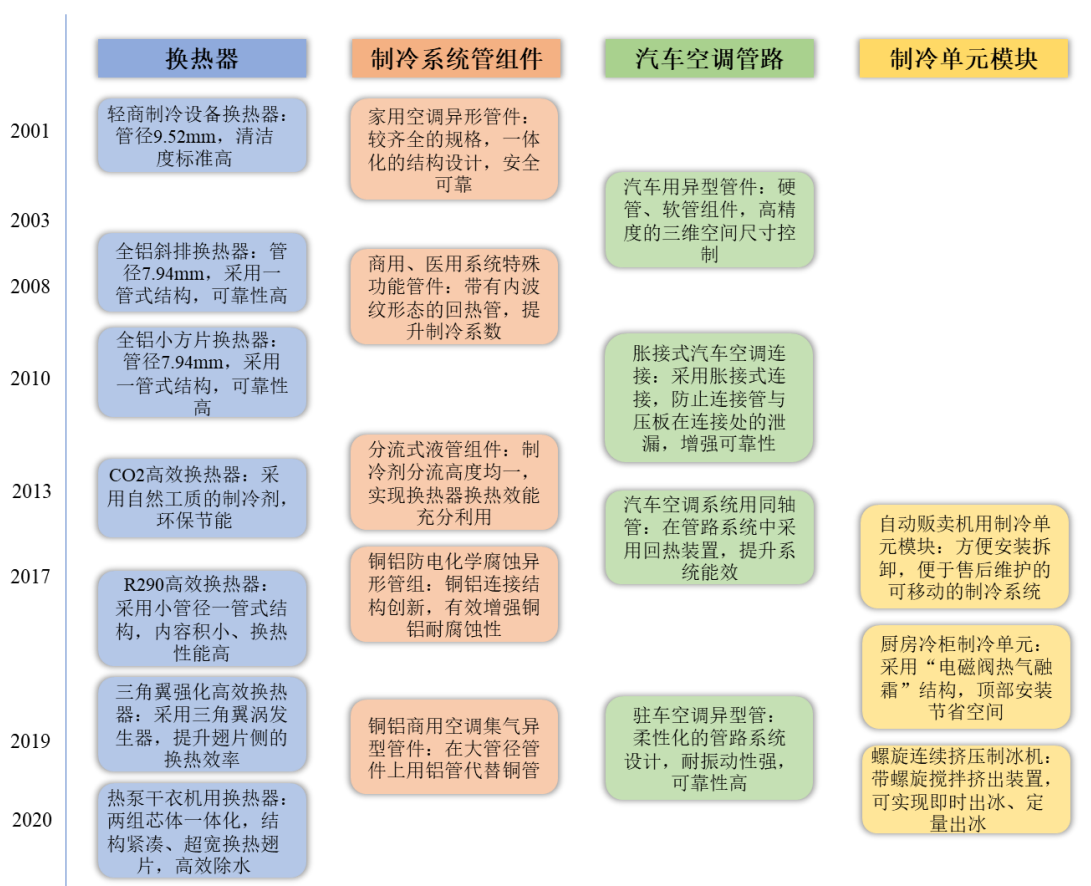 换热器
制冷系统管组件
汽车空调管路
制冷单元模块
2001
2003
2008
2010
2013
2017
2019
2020
轻商制冷设备换热器：
管径9.52mm，清洁
度标准高
全铝斜排换热器：管
径7.94mm，采用一
管式结构，可靠性高
全铝小方片换热器：
管径7.94mm，采用
一管式结构，可靠性
高
CO2高效换热器：采
用自然工质的制冷剂，
环保节能
R290高效换热器：
采用小管径一管式结
构，内容积小、换热
性能高
三角翼强化高效换热
器：采用三角翼涡发
生器，提升翅片侧的
换热效率
热泵干衣机用换热器：
两组芯体一体化，结
构紧凑、超宽换热翅
片，高效除水
家用空调异形管件：
较齐全的规格，一体
化的结构设计，安全
可靠
商用、医用系统特殊
功能管件：带有内波
纹形态的回热管，提
升制冷系数
分流式液管组件：制
冷剂分流高度均一，
实现换热器换热效能
充分利用
铜铝防电化学腐蚀异
形管组：铜铝连接结
构创新，有效增强铜
铝耐腐蚀性
铜铝商用空调集气异
型管件：在大管径管
件上用铝管代替铜管
汽车用异型管件：硬
管、软管组件，高精
度的三维空间尺寸控
制
胀接式汽车空调连
接：采用胀接式连
接，防止连接管与
压板在连接处的泄
漏，增强可靠性
汽车空调系统用同轴
管：在管路系统中采
用回热装置，提升系
统能效
驻车空调异型管：
柔性化的管路系统
设计，耐振动性强，
可靠性高
自动贩卖机用制冷单
元模块：方便安装拆
卸，便于售后维护的
可移动的制冷系统
厨房冷柜制冷单元：
采用“电磁阀热气融
霜”结构，顶部安装
节省空间
螺旋连续挤压制冰机：
带螺旋搅拌挤出装置，
可实现即时出冰、定
量出冰